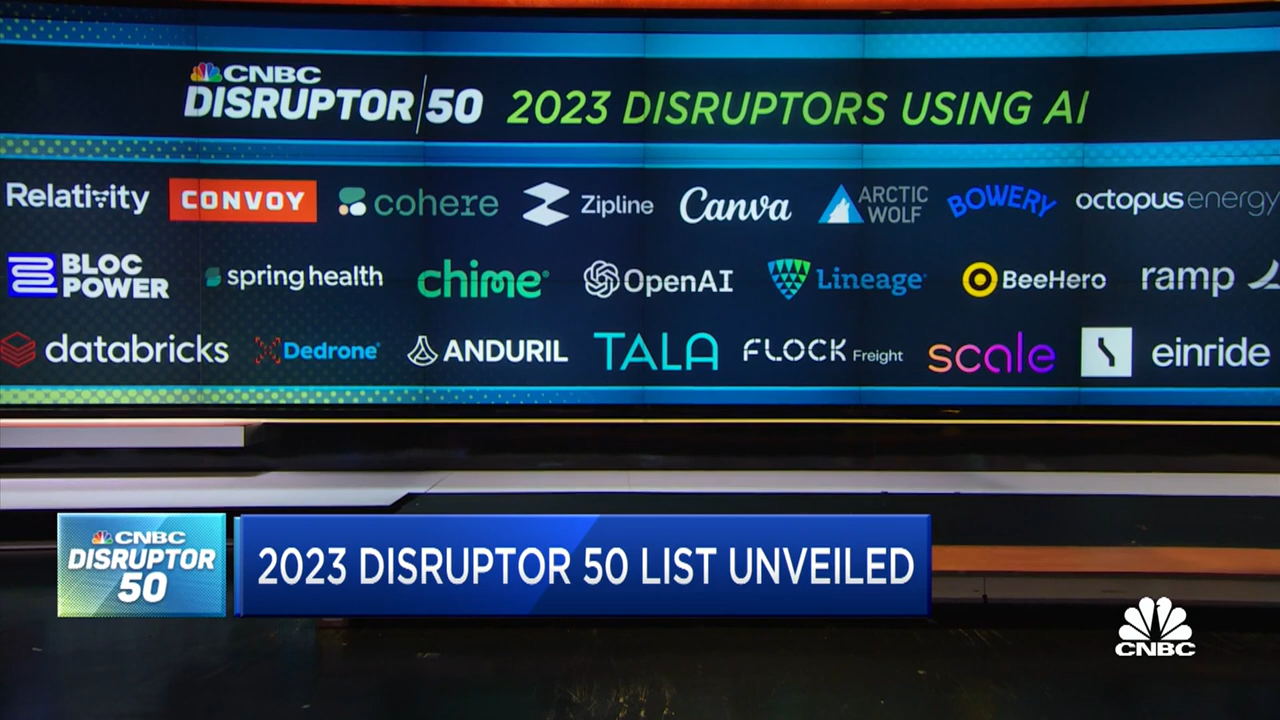 CNBC
DISRUPTOR 50 2023 DISRUPTORS USING AI
Relativity CONVOY cohere Zipline Canva ARCTIC WOLF BOWERY octopus energy
BLOC POWER spring health chime OpenAI Lineage BeeHero ramp
databricks Dedrone ANDURIL TALA FLOCK Freight scale einride
CNBC
DISRUPTOR
50
2023 DISRUPTOR 50 LIST UNVEILED
CNBC